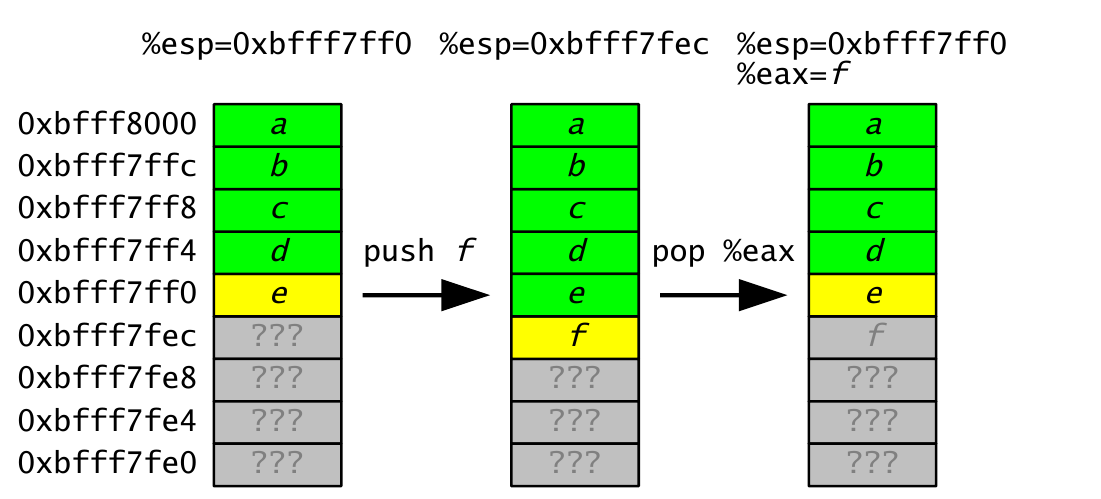 %esp=0xbfff7ff0 %esp=0xbfff7fec %esp=0xbfff7ff0
%eax=f
0xbfff8000 a a a
0xbfff7ffc b b b
0xbfff7ff8 c c c
0xbfff7ff4 d push f d pop %eax d
0xbfff7ff0 e e e
0xbfff7fec ??? f f
0xbfff7fe8 ??? ??? ???
0xbfff7fe4 ??? ??? ???
0xbfff7fe0 ??? ??? ???